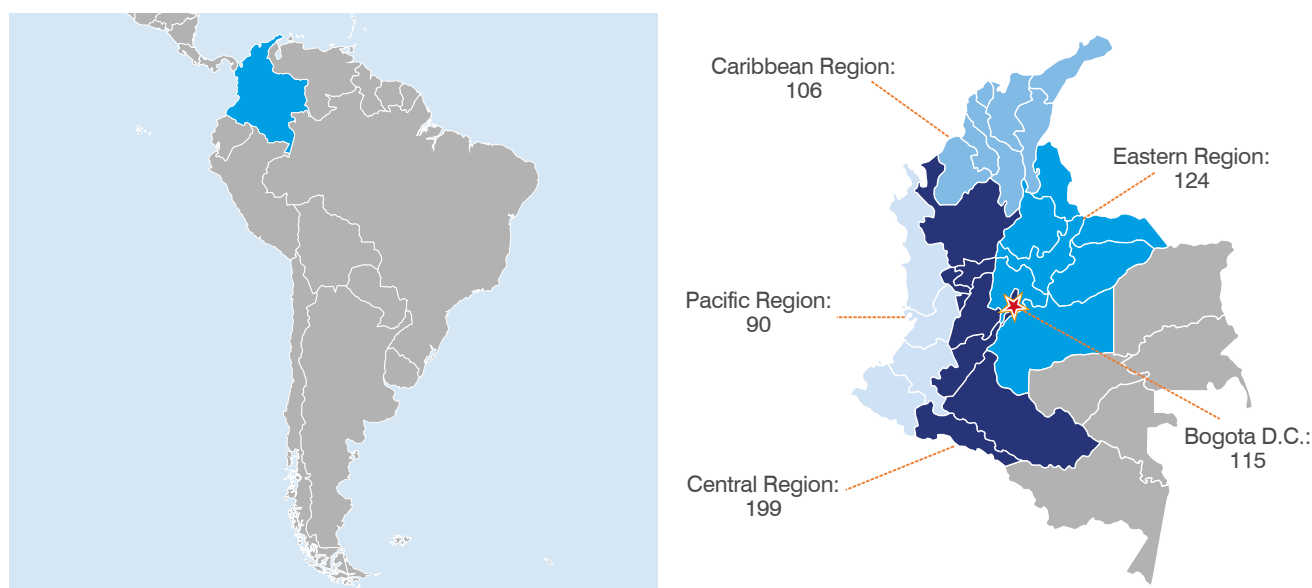 Caribbean Region:
106
Eastern Region:
124
Pacific Region:
90
Bogota D.C.:
115
Central Region:
199